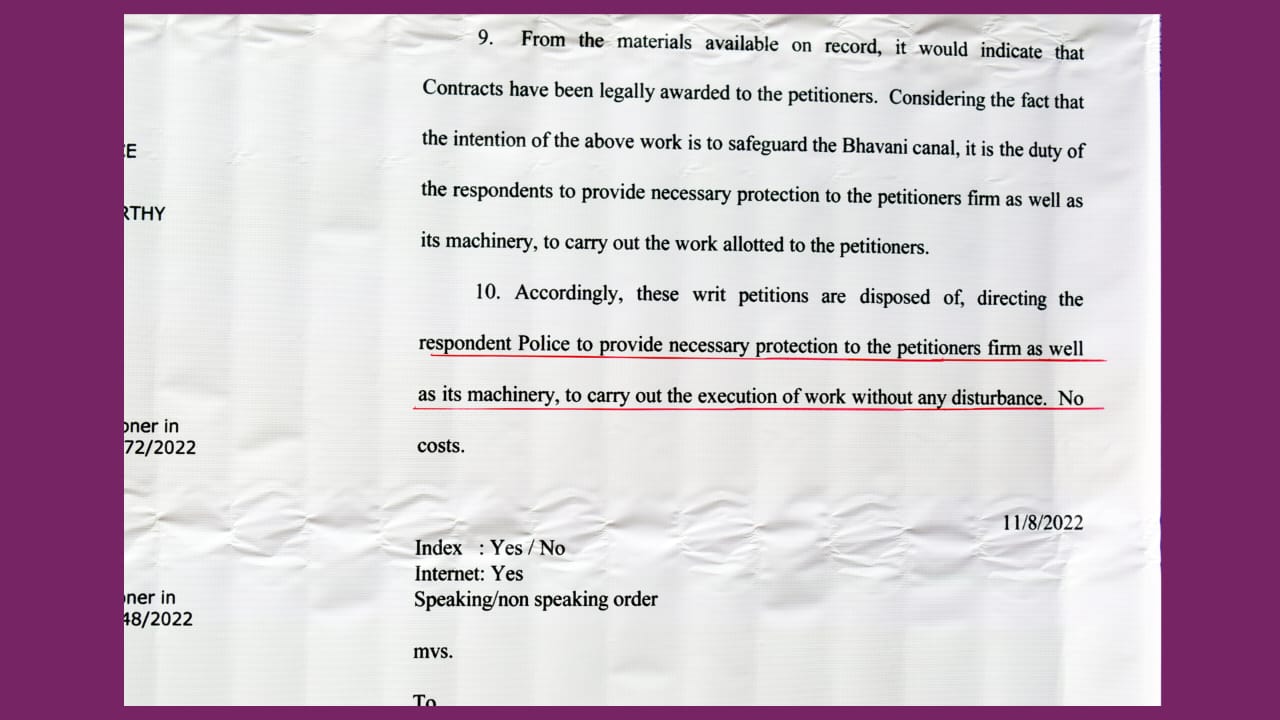 9. From the materials available on record, it would indicate that
Contracts have been legally awarded to the petitioners. Considering the fact that
the intention of the above work is to safeguard the Bhavani canal, it is the duty of
the respondents to provide necessary protection to the petitioners firm as well as
its machinery, to carry out the work allotted to the petitioners.
10. Accordingly, these writ petitions are disposed of, directing the
respondent Police to provide necessary protection to the petitioners firm as well
as its machinery, to carry out the execution of work without any disturbance. No
costs.
11/8/2022
Index : Yes / No
Internet: Yes
Speaking/non speaking order
mvs.
To
E
RTHY
oner in
72/2022
ner in
48/2022